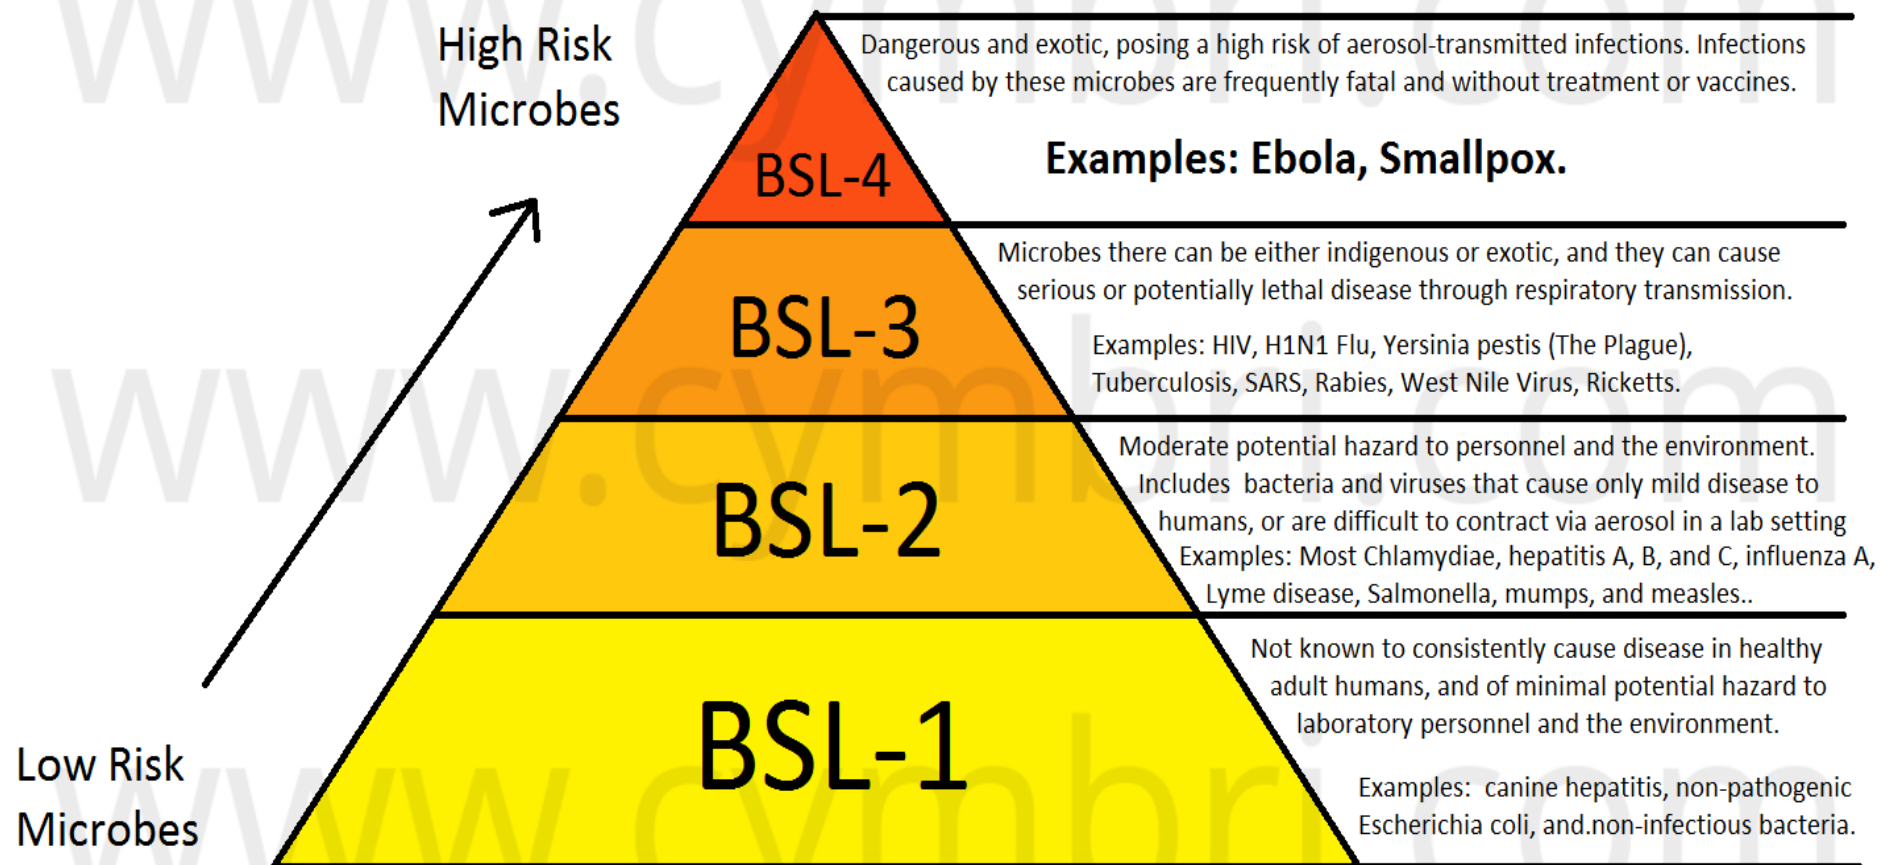 High Risk
Microbes
Dangerous and exotic, posing a high risk of aerosol-transmitted infections. Infections
caused by these microbes are frequently fatal and without treatment or vaccines.
BSL-4
Examples: Ebola, Smallpox.
Microbes there can be either indigenous or exotic, and they can cause
serious or potentially lethal disease through respiratory transmission.
BSL-3
Examples: HIV, H1N1 Flu, Yersinia pestis (The Plague),
Tuberculosis, SARS, Rabies, West Nile Virus, Ricketts.
Moderate potential hazard to personnel and the environment.
Includes  bacteria and viruses that cause only mild disease to
humans, or are difficult to contract via aerosol in a lab setting
BSL-2
Examples: Most Chlamydiae, hepatitis A, B, and C, influenza A,
Lyme disease, Salmonella, mumps, and measles..
Not known to consistently cause disease in healthy
adult humans, and of minimal potential hazard to
laboratory personnel and the environment.
BSL-1
Low Risk
Microbes
Examples:  canine hepatitis, non-pathogenic
Escherichia coli, and.non-infectious bacteria.
www.cymbri.com
www.cymbri.com
www.cymbri.com